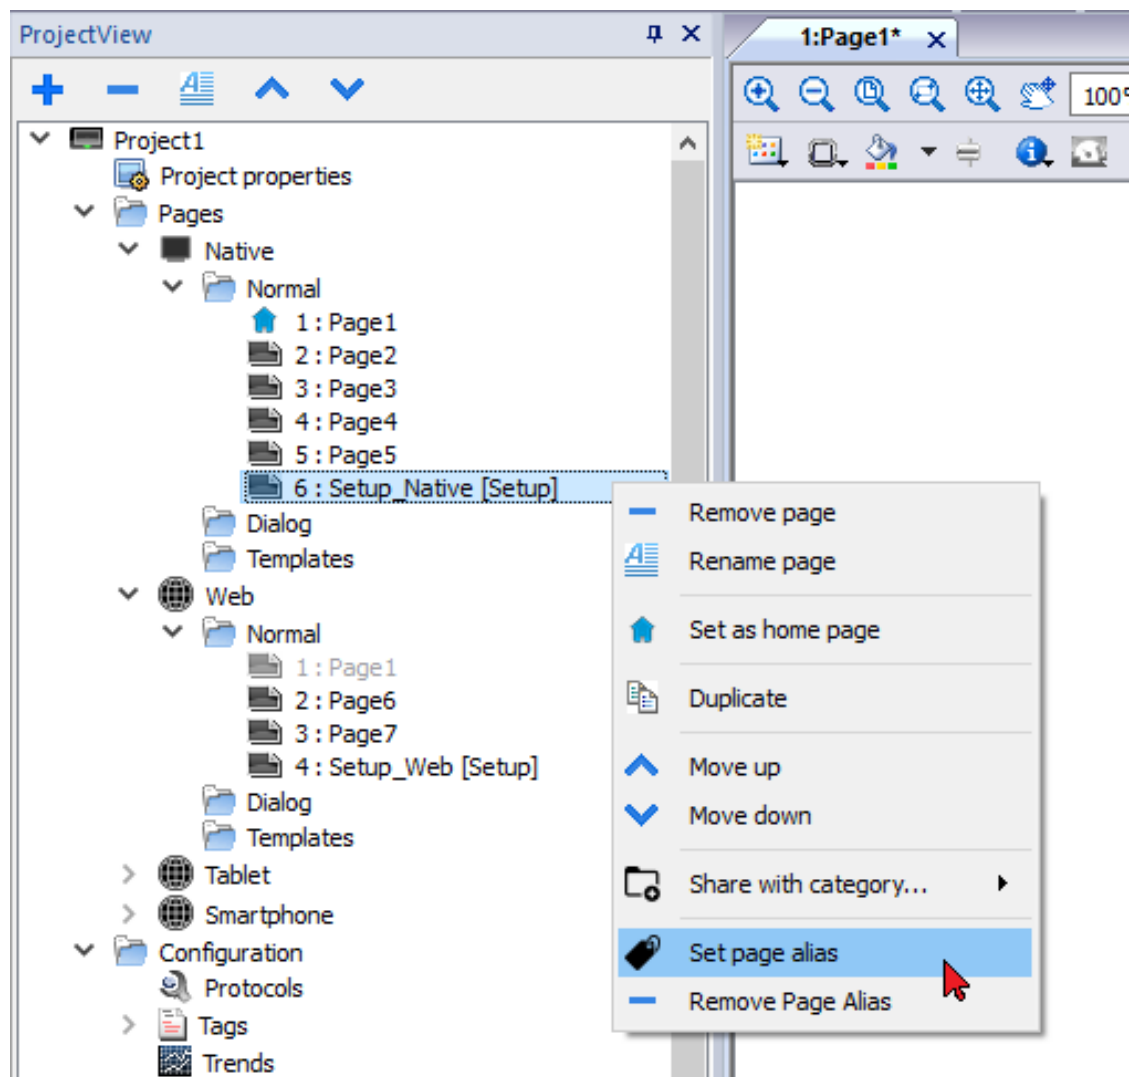 ProjectView
1:Page1*
100%
Project1
Project properties
Pages
Native
Normal
1 : Page1
2 : Page2
3 : Page3
4 : Page4
5 : Page5
6 : Setup_Native [Setup]
Dialog
Templates
Web
Normal
1 : Page1
2 : Page6
3 : Page7
4 : Setup_Web [Setup]
Dialog
Templates
Tablet
Smartphone
Configuration
Protocols
Tags
Trends
Remove page
Rename page
Set as home page
Duplicate
Move up
Move down
Share with category...
Set page alias
Remove Page Alias